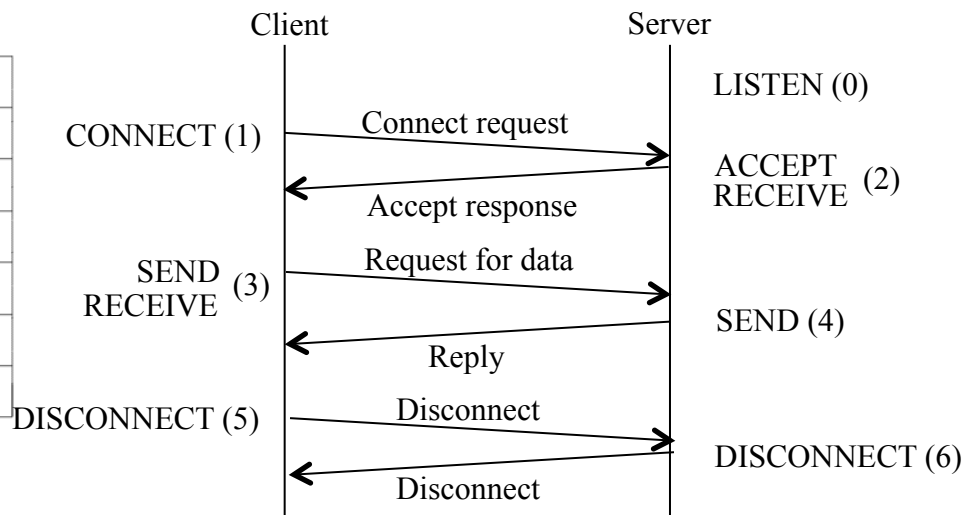 Client
Server
LISTEN (0)
Connect request
CONNECT (1)
ACCEPT
RECEIVE (2)
Accept response
Request for data
SEND
RECEIVE (3)
SEND (4)
Reply
Disconnect
DISCONNECT (5)
DISCONNECT (6)
Disconnect